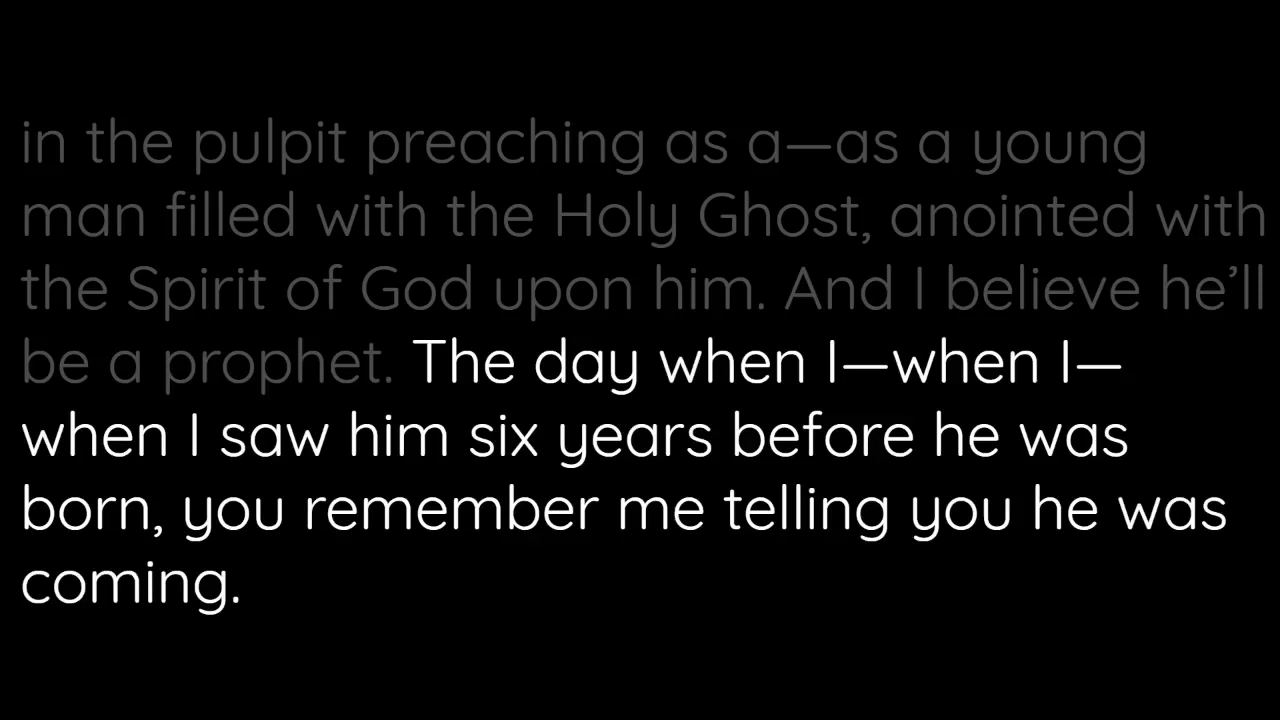 in the pulpit preaching as a—as a young
man filled with the Holy Ghost, anointed with
the Spirit of God upon him. And I believe he’ll
be a prophet. The day when I—when I—
when I saw him six years before he was
born, you remember me telling you he was
coming.